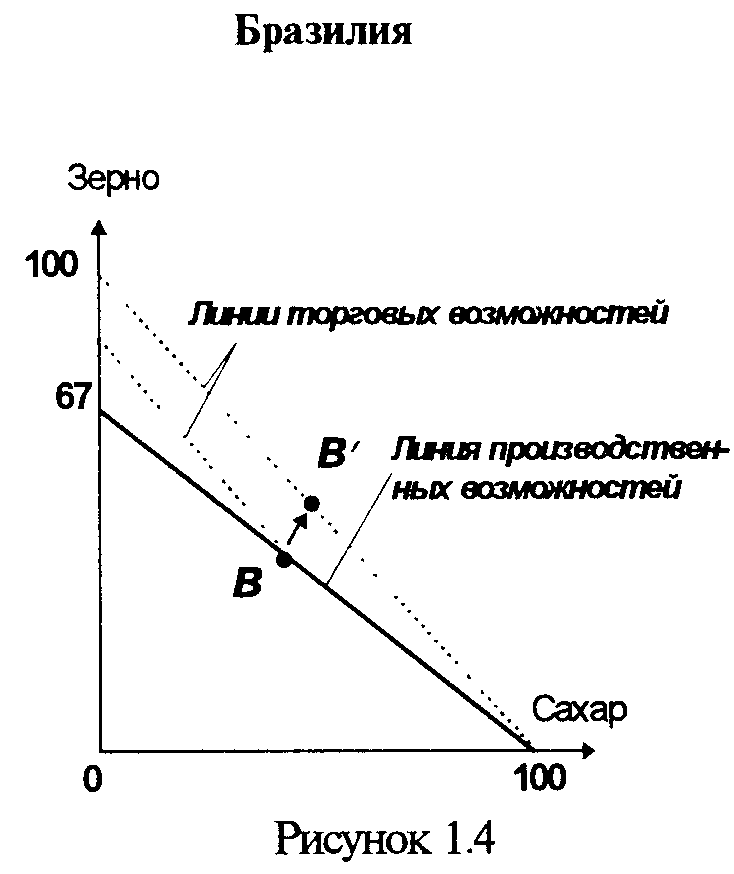 Бразилия
Зерно
100
Линии торговых возможностей
67
B′
Линия производствен-
ных возможностей
B
Сахар
0
100
Рисунок 1.4